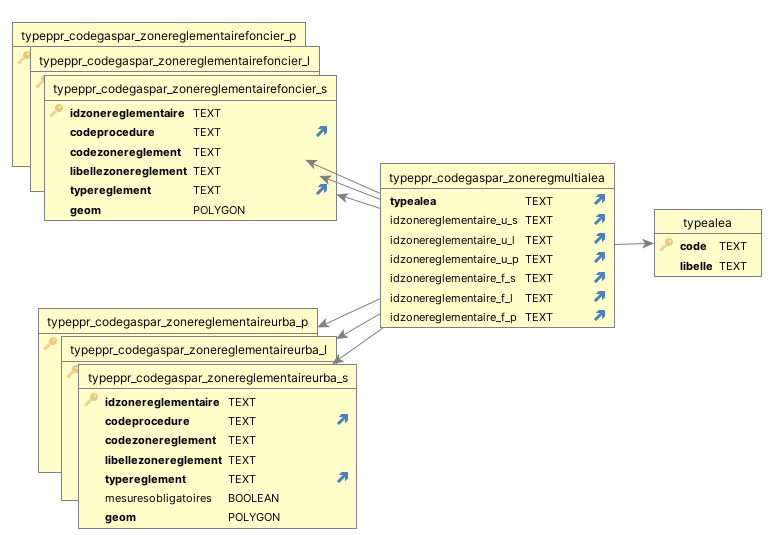 typeppr_codegaspar_zonereglementairefoncier_p
typeppr_codegaspar_zonereglementairefoncier_l
typeppr_codegaspar_zonereglementairefoncier_s
idzonereglementaire TEXT
codeprocedure TEXT
codezonereglement TEXT
libellezonereglement TEXT
typereglement TEXT
geom POLYGON
typeppr_codegaspar_zoneregmultialea
typealea TEXT
idzonereglementaire_u_s TEXT
idzonereglementaire_u_l TEXT
idzonereglementaire_u_p TEXT
idzonereglementaire_f_s TEXT
idzonereglementaire_f_l TEXT
idzonereglementaire_f_p TEXT
typealea
code TEXT
libelle TEXT
typeppr_codegaspar_zonereglementaireurba_p
typeppr_codegaspar_zonereglementaireurba_l
typeppr_codegaspar_zonereglementaireurba_s
idzonereglementaire TEXT
codeprocedure TEXT
codezonereglement TEXT
libellezonereglement TEXT
typereglement TEXT
mesuresobligatoires BOOLEAN
geom POLYGON